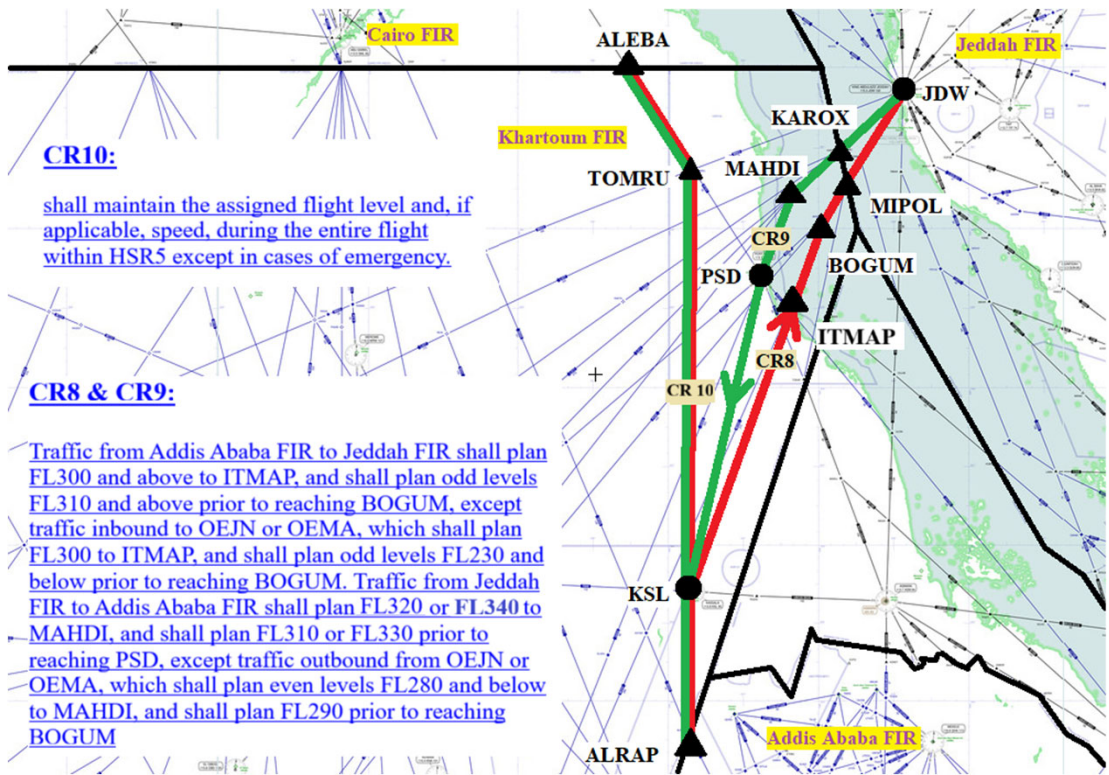 Cairo FIR
ALEBA
Jeddah FIR
JDW
KAROX
Khartoum FIR
CR10:
MAHDI
TOMRU
MIPOL
shall maintain the assigned flight level and, if
applicable, speed, during the entire flight
within HSR5 except in cases of emergency.
CR9
BOGUM
PSD
ITMAP
CR8
CR 10
CR8 & CR9:
Traffic from Addis Ababa FIR to Jeddah FIR shall plan
FL300 and above to ITMAP, and shall plan odd levels
FL310 and above prior to reaching BOGUM, except
traffic inbound to OEJN or OEMA, which shall plan
FL300 to ITMAP, and shall plan odd levels FL230 and
below prior to reaching BOGUM. Traffic from Jeddah
FIR to Addis Ababa FIR shall plan FL320 or FL340 to
MAHDI, and shall plan FL310 or FL330 prior to
reaching PSD, except traffic outbound from OEJN or
OEMA, which shall plan even levels FL280 and below
to MAHDI, and shall plan FL290 prior to reaching
BOGUM
KSL
ALRAP
Addis Ababa FIR